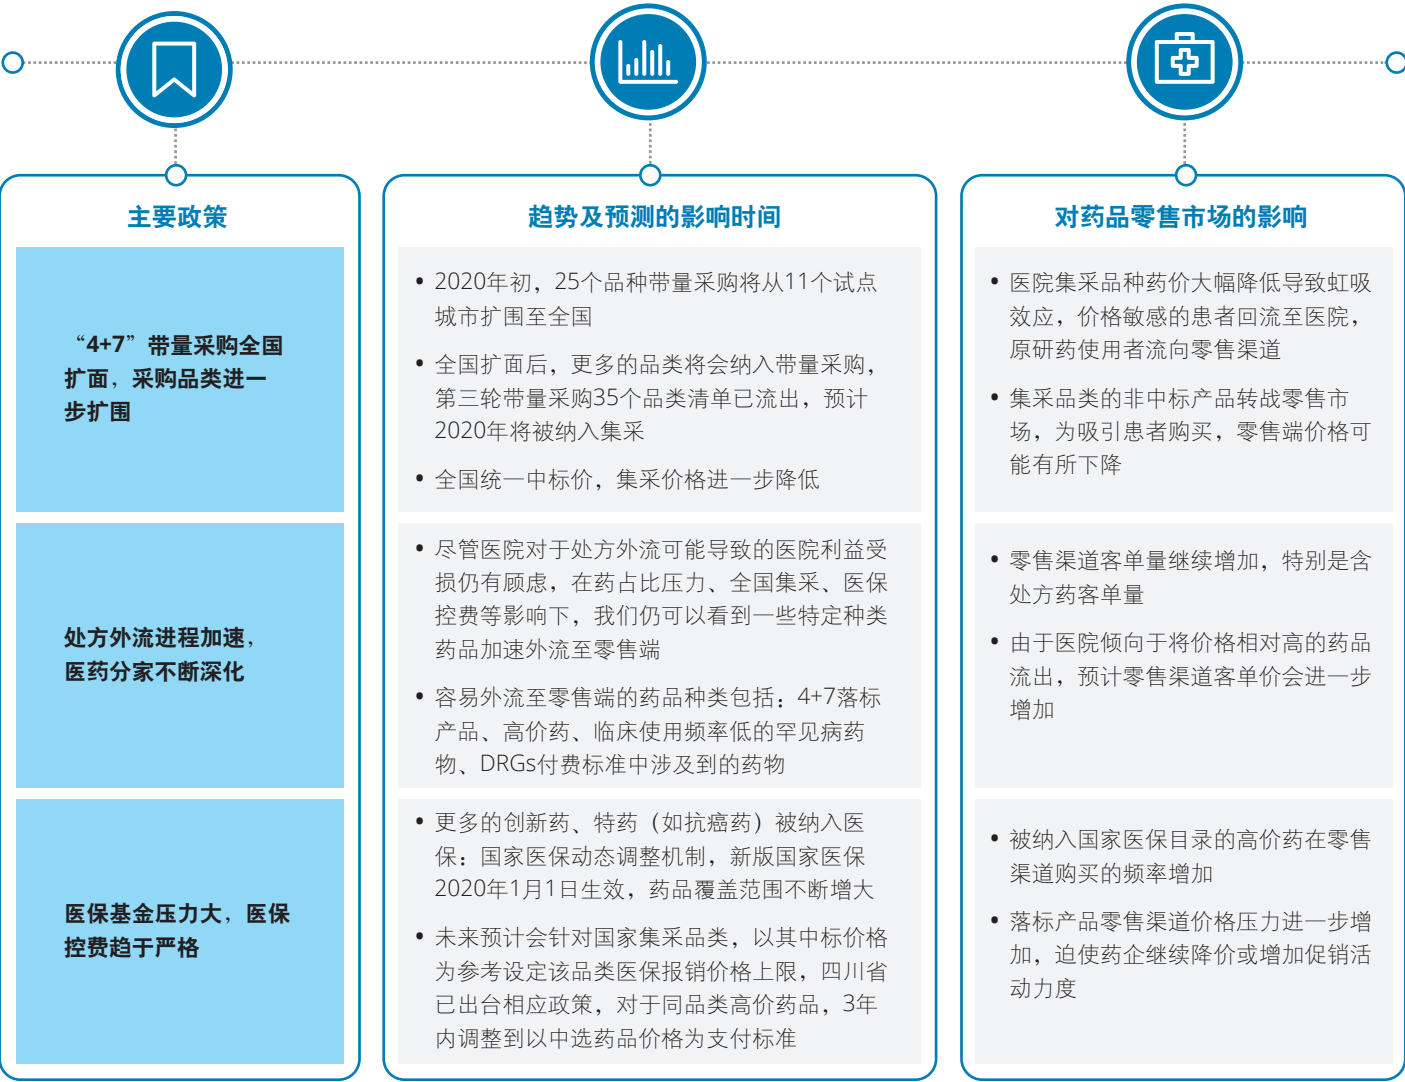 主要政策
趋势及预测的影响时间
对药品零售市场的影响
“4+7”带量采购全国
扩面，采购品类进一
步扩围
• 2020年初，25个品种带量采购将从11个试点
城市扩围至全国
• 全国扩面后，更多的品类将会纳入带量采购，
第三轮带量采购35个品类清单已流出，预计
2020年将被纳入集采
• 全国统一中标价，集采价格进一步降低
• 医院集采品种药价大幅降低导致虹吸
效应，价格敏感的患者回流至医院，
原研药使用者流向零售渠道
• 集采品类的非中标产品转战零售市
场，为吸引患者购买，零售端价格可
能有所下降
处方外流进程加速，
医药分家不断深化
• 尽管医院对于处方外流可能导致的医院利益受
损仍有顾虑，在药占比压力、全国集采、医保
控费等影响下，我们仍可以看到一些特定种类
药品加速外流至零售端
• 容易外流至零售端的药品种类包括：4+7落标
产品、高价药、临床使用频率低的罕见病药
物、DRGs付费标准中涉及到的药物
• 零售渠道客单量继续增加，特别是含
处方药客单量
• 由于医院倾向于将价格相对高的药品
流出，预计零售渠道客单价会进一步
增加
医保基金压力大，医保
控费趋于严格
• 更多的创新药、特药（如抗癌药）被纳入医
保：国家医保动态调整机制，新版国家医保
2020年1月1日生效，药品覆盖范围不断增大
• 未来预计会针对国家集采品类，以其中标价格
为参考设定该品类医保报销价格上限，四川省
已出台相应政策，对于同品类高价药品，3年
内调整到以中选药品价格为支付标准
• 被纳入国家医保目录的高价药在零售
渠道购买的频率增加
• 落标产品零售渠道价格压力进一步增
加，迫使药企继续降价或增加促销活
动力度